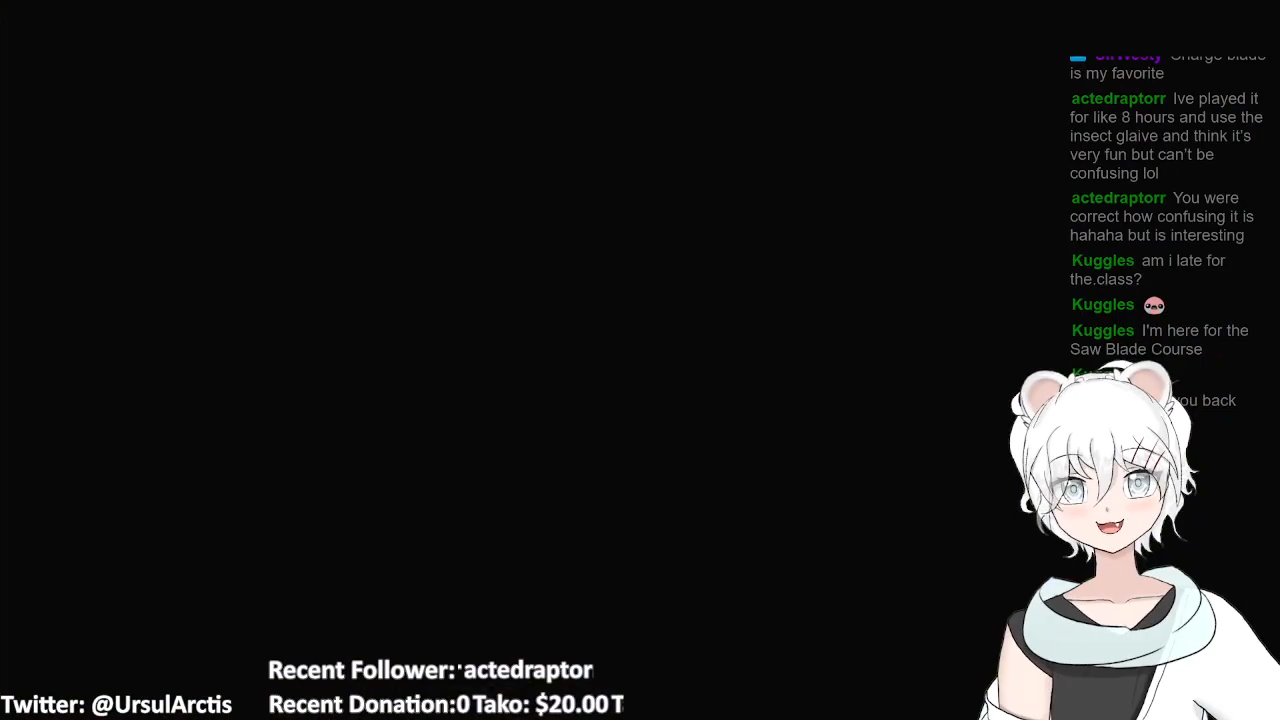 SirWesty Charge blade
is my favorite
actedraptorr Ive played it
for like 8 hours and use the
insect glaive and think it's
very fun but can't be
confusing lol
actedraptorr You were
correct how confusing it is
hahaha but is interesting
Kuggles am i late for
the.class?
Kuggles
Kuggles I'm here for the
Saw Blade Course
you back
Recent Follower: actedraptor
Twitter: @UrsulArctis Recent Donation:0 Tako: $20.00 T